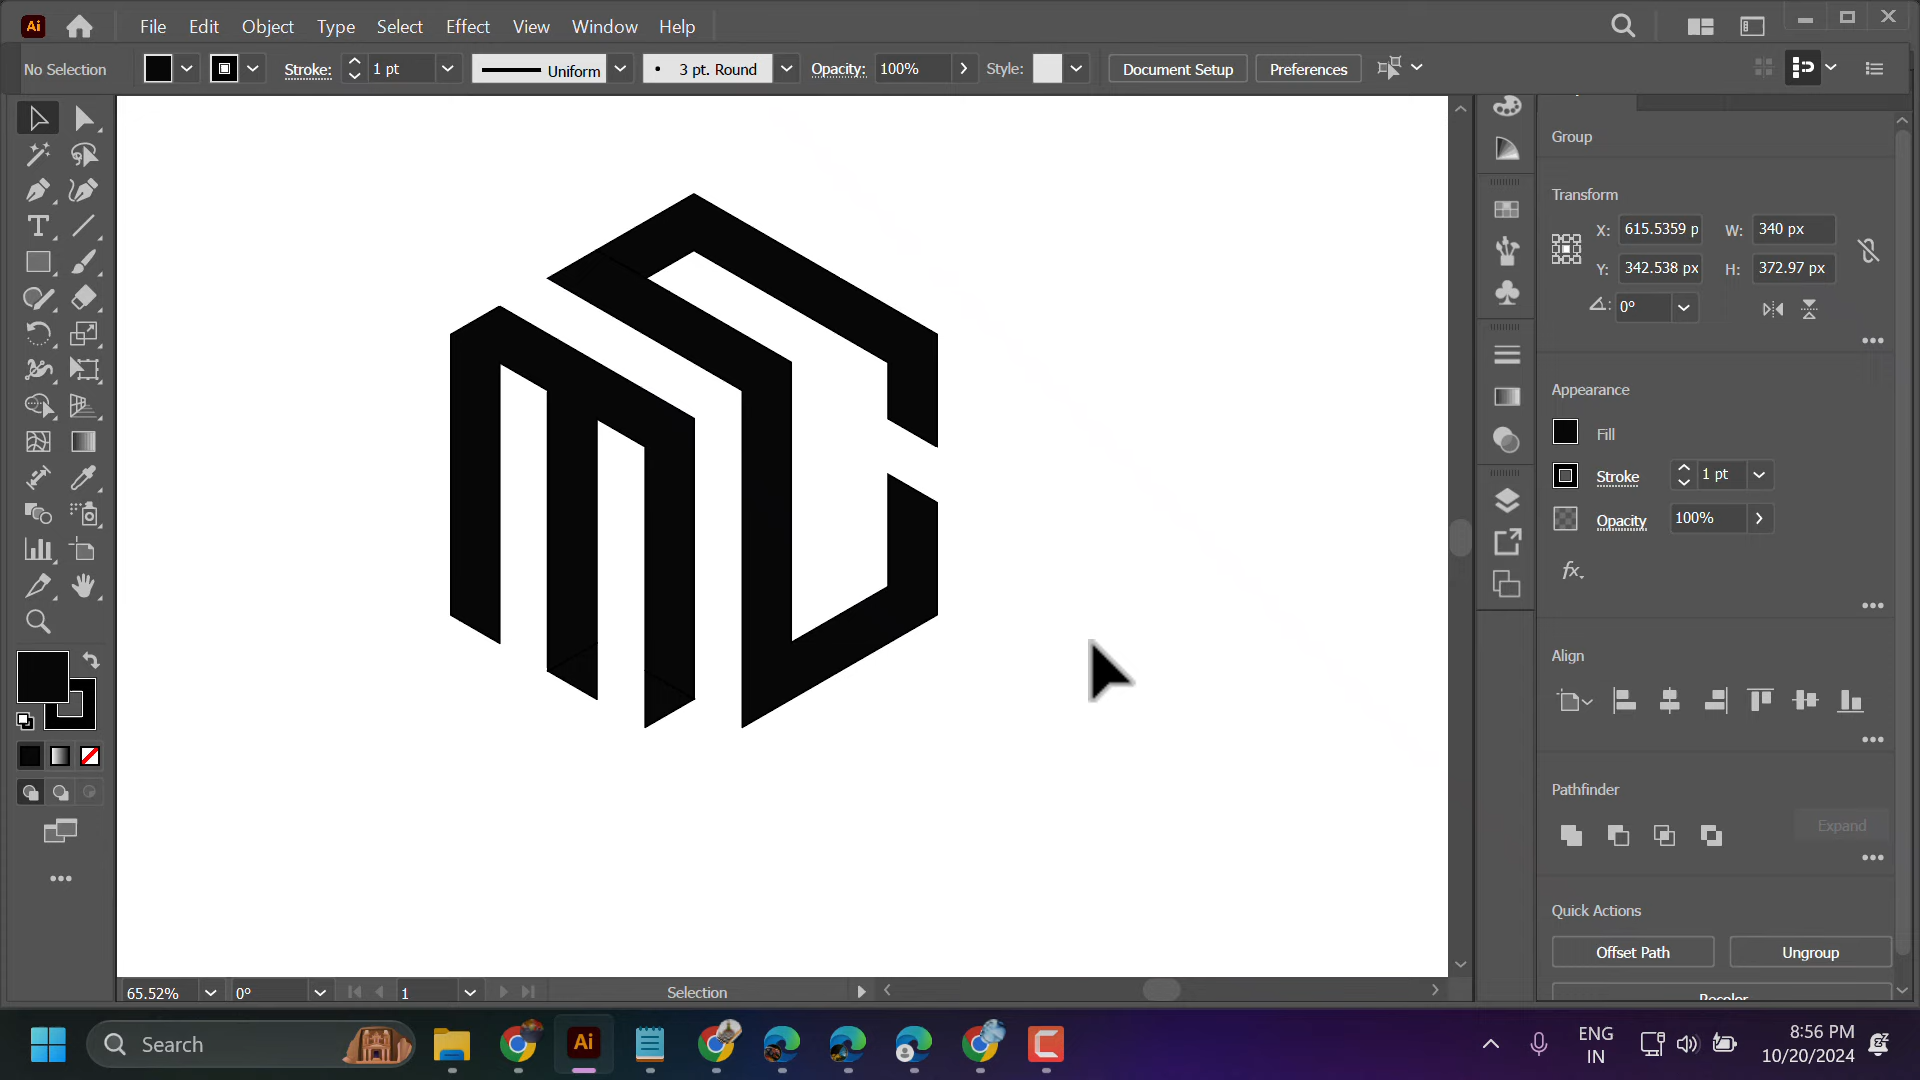 Ai File Edit Object Type Select Effect View Window Help
No Selection Stroke: 1 pt Uniform 3 pt. Round Opacity: 100% Style: Document Setup Preferences
Group
Transform
X: 615.5359 p W: 340 px
Y: 342.538 px H: 372.97 px
0°
Appearance
Fill
Stroke 1 pt
Opacity 100%
fx
Align
Pathfinder
Expand
Quick Actions
Offset Path Ungroup
65.52% 0° 1 Selection
Search Ai ENG
IN
8:56 PM
10/20/2024